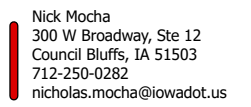 Nick Mocha
300 W Broadway, Ste 12
Council Bluffs, IA 51503
712-250-0282
nicholas.mocha@iowadot.us